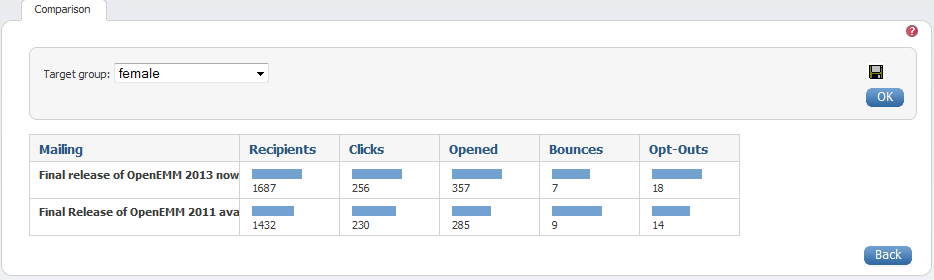 Comparison
?
Target group: female
OK
Mailing Recipients Clicks Opened Bounces Opt-Outs
Final release of OpenEMM 2013 now
1687 256 357 7 18
Final Release of OpenEMM 2011 ava
1432 230 285 9 14
Back